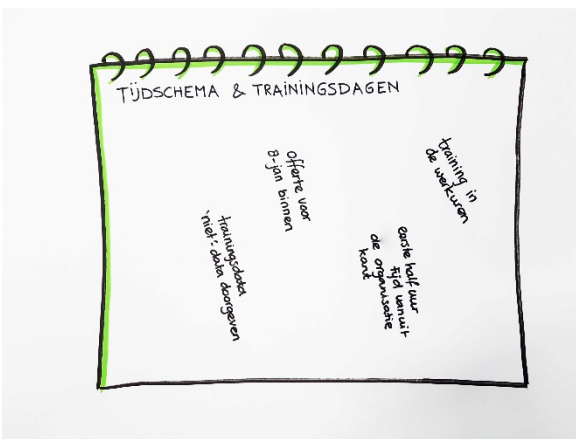 TIJDSCHEMA & TRAININGSDAGEN
offerte voor
8-jan binnen
training in
de werkuren
trainingsdata
'niet'-data doorgeven
eerste half uur
tijd vanuit
de organisatie
kant